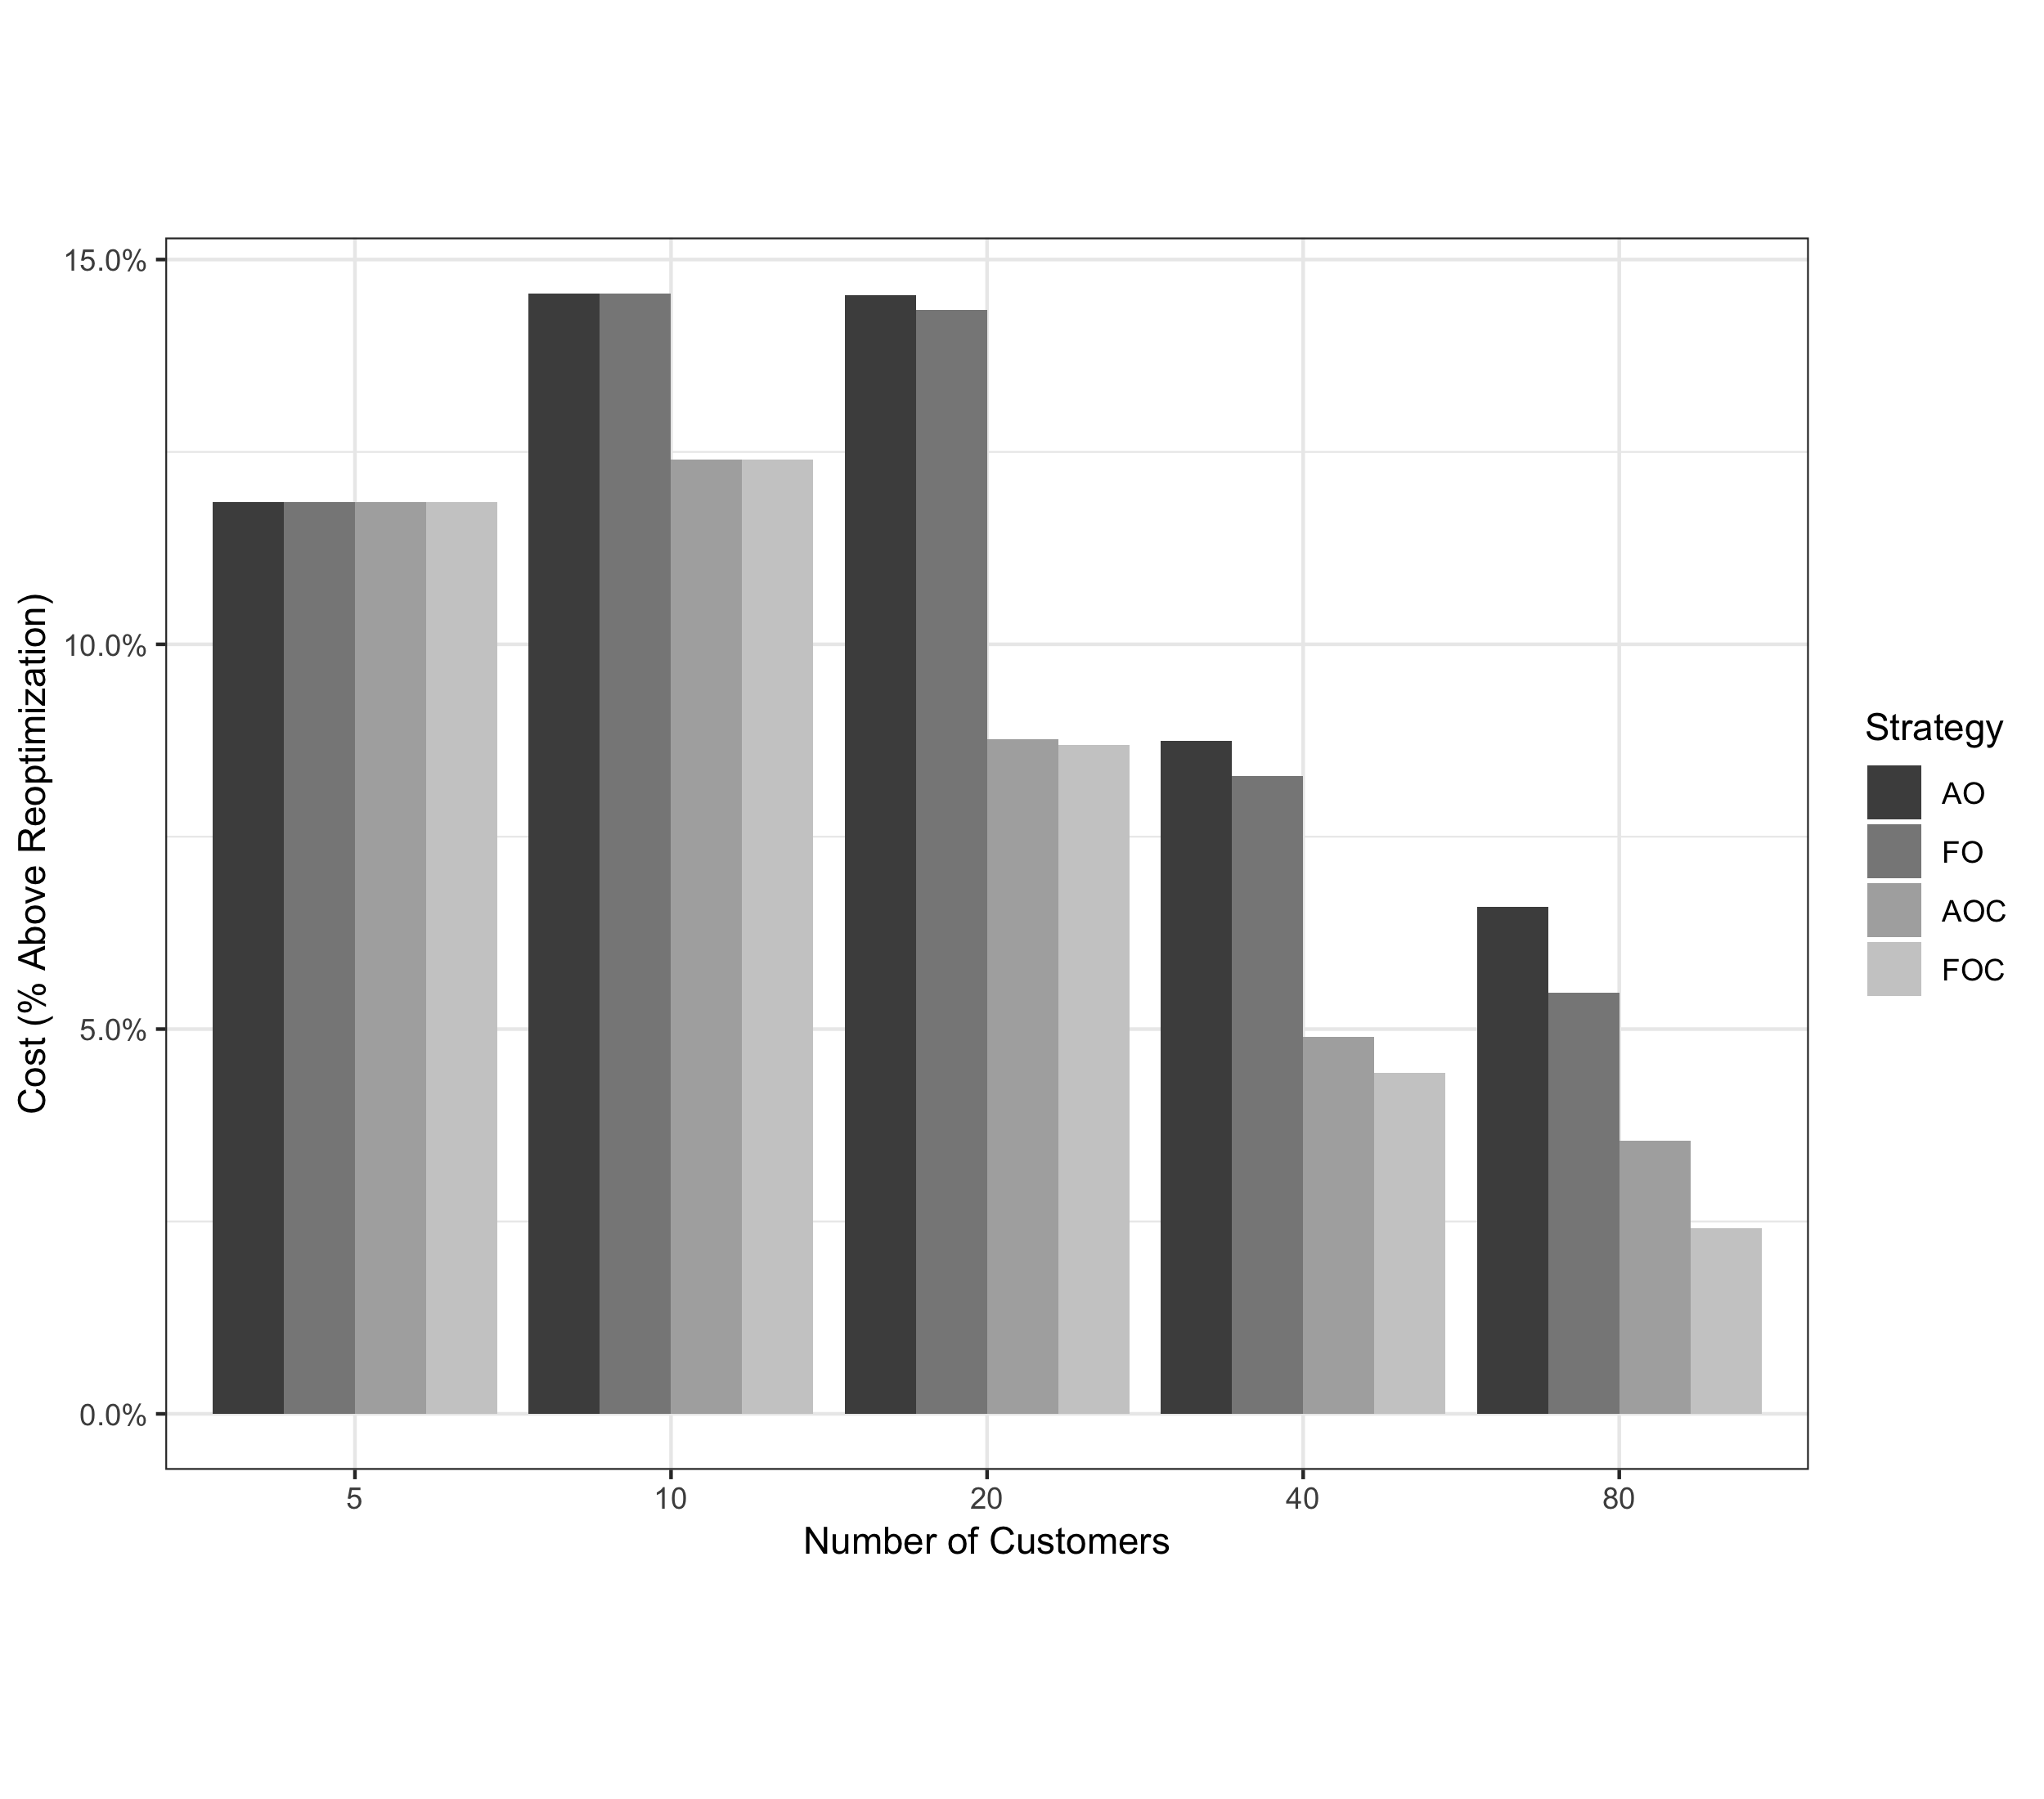 Cost (% Above Reoptimization)
15.0%
10.0%
5.0%
0.0%
5
10
20
40
80
Number of Customers
Strategy
AO
FO
AOC
FOC